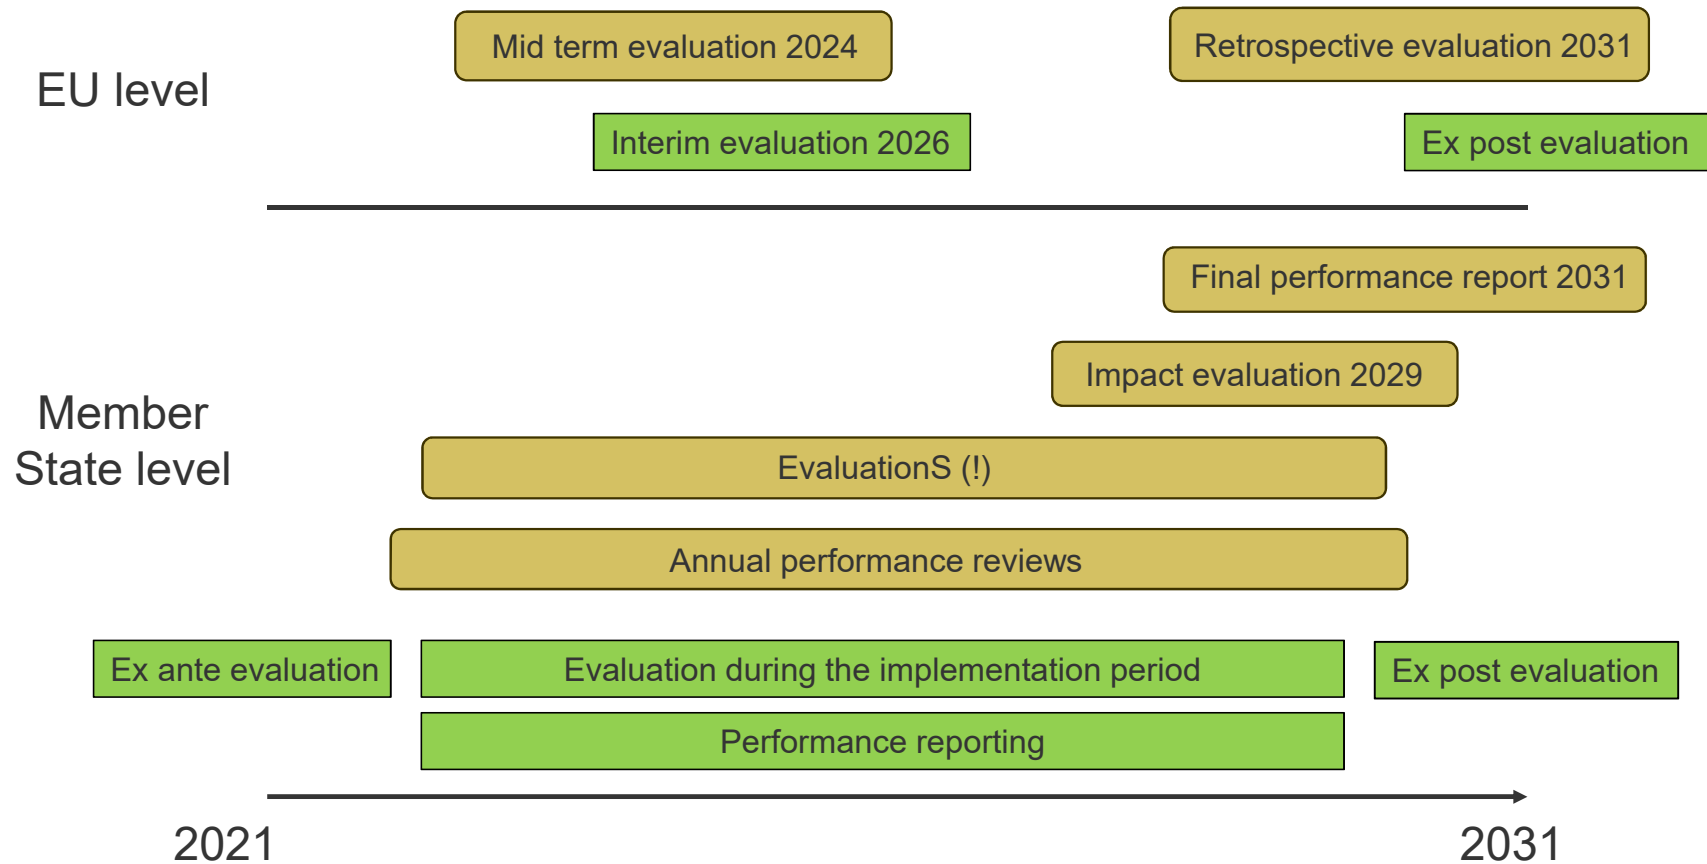 Mid term evaluation 2024
Retrospective evaluation 2031
EU level
Interim evaluation 2026
Ex post evaluation
Final performance report 2031
Impact evaluation 2029
Member
State level
EvaluationS (!)
Annual performance reviews
Ex ante evaluation
Evaluation during the implementation period
Ex post evaluation
Performance reporting
2021
2031